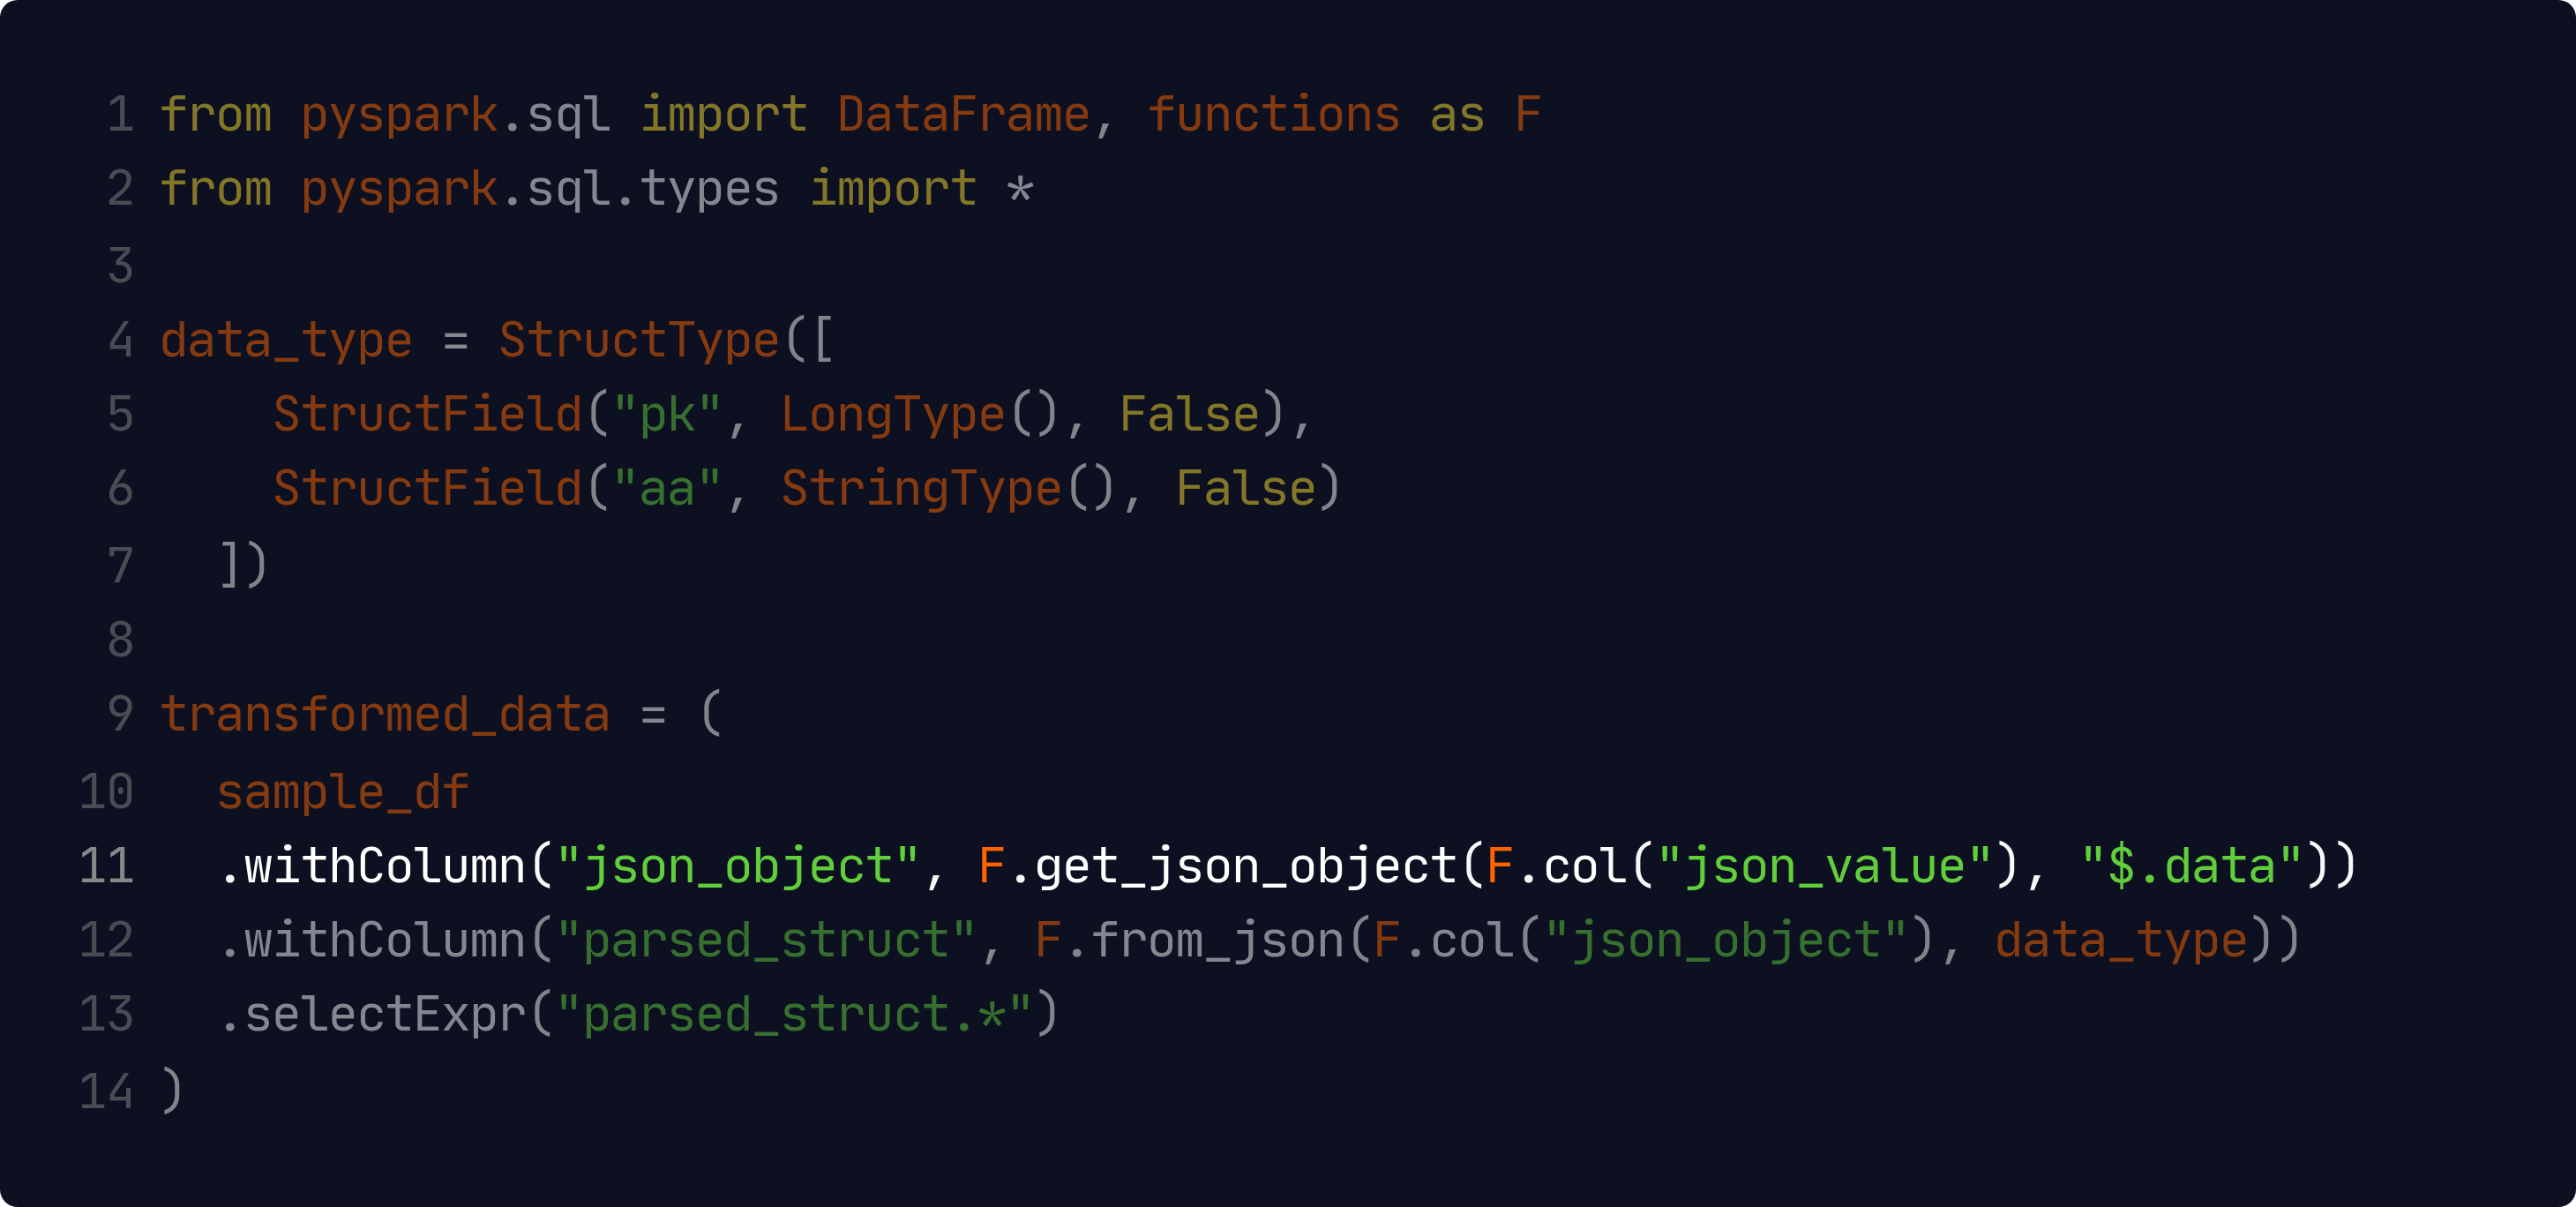 1 from pyspark.sql import DataFrame, functions as F
2 from pyspark.sql.types import *
3
4 data_type = StructType([
5     StructField("pk", LongType(), False),
6     StructField("aa", StringType(), False)
7   ])
8
9 transformed_data = (
10   sample_df
11   .withColumn("json_object", F.get_json_object(F.col("json_value"), "$.data"))
12   .withColumn("parsed_struct", F.from_json(F.col("json_object"), data_type))
13   .selectExpr("parsed_struct.*")
14 )